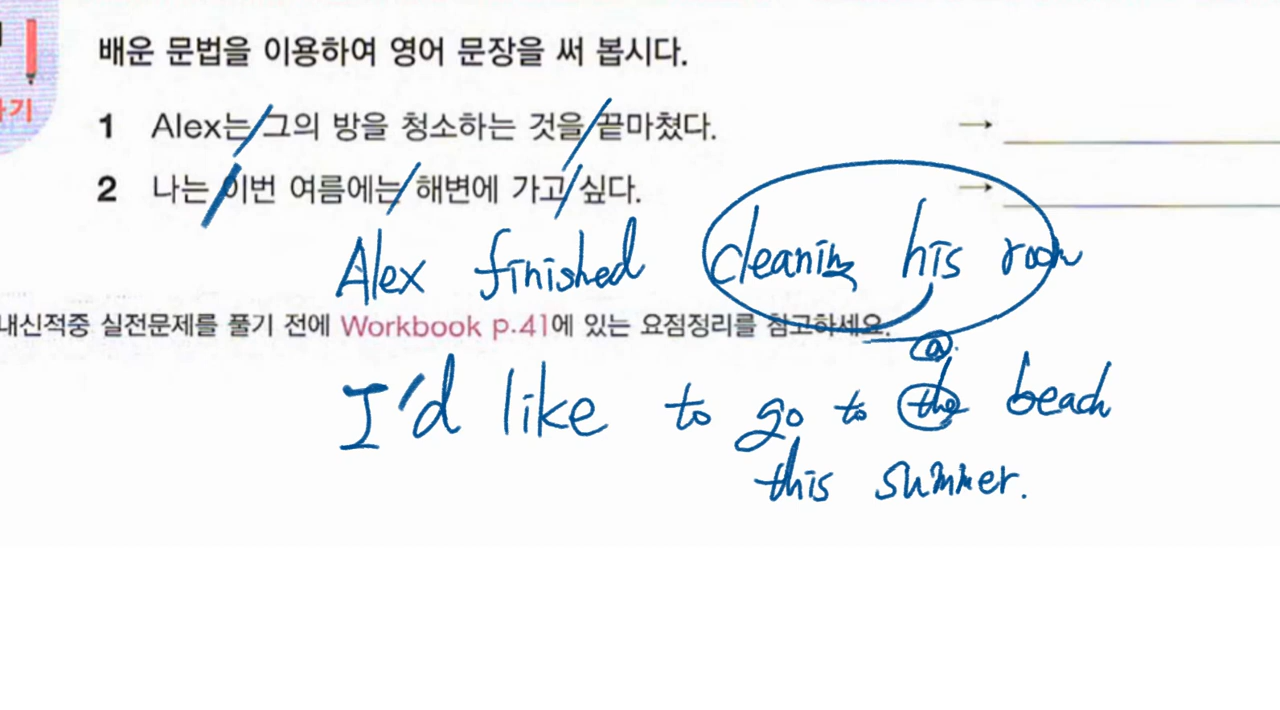 기
배운 문법을 이용하여 영어 문장을 써 봅시다.
1 Alex는 그의 방을 청소하는 것을 끝마쳤다. →
2 나는 이번 여름에는 해변에 가고 싶다. →
Alex finished cleaning his room
내신적중 실전문제를 풀기 전에 Workbook p.41에 있는 요점정리를 참고하세요.
a
I'd like to go to the beach
this summer.